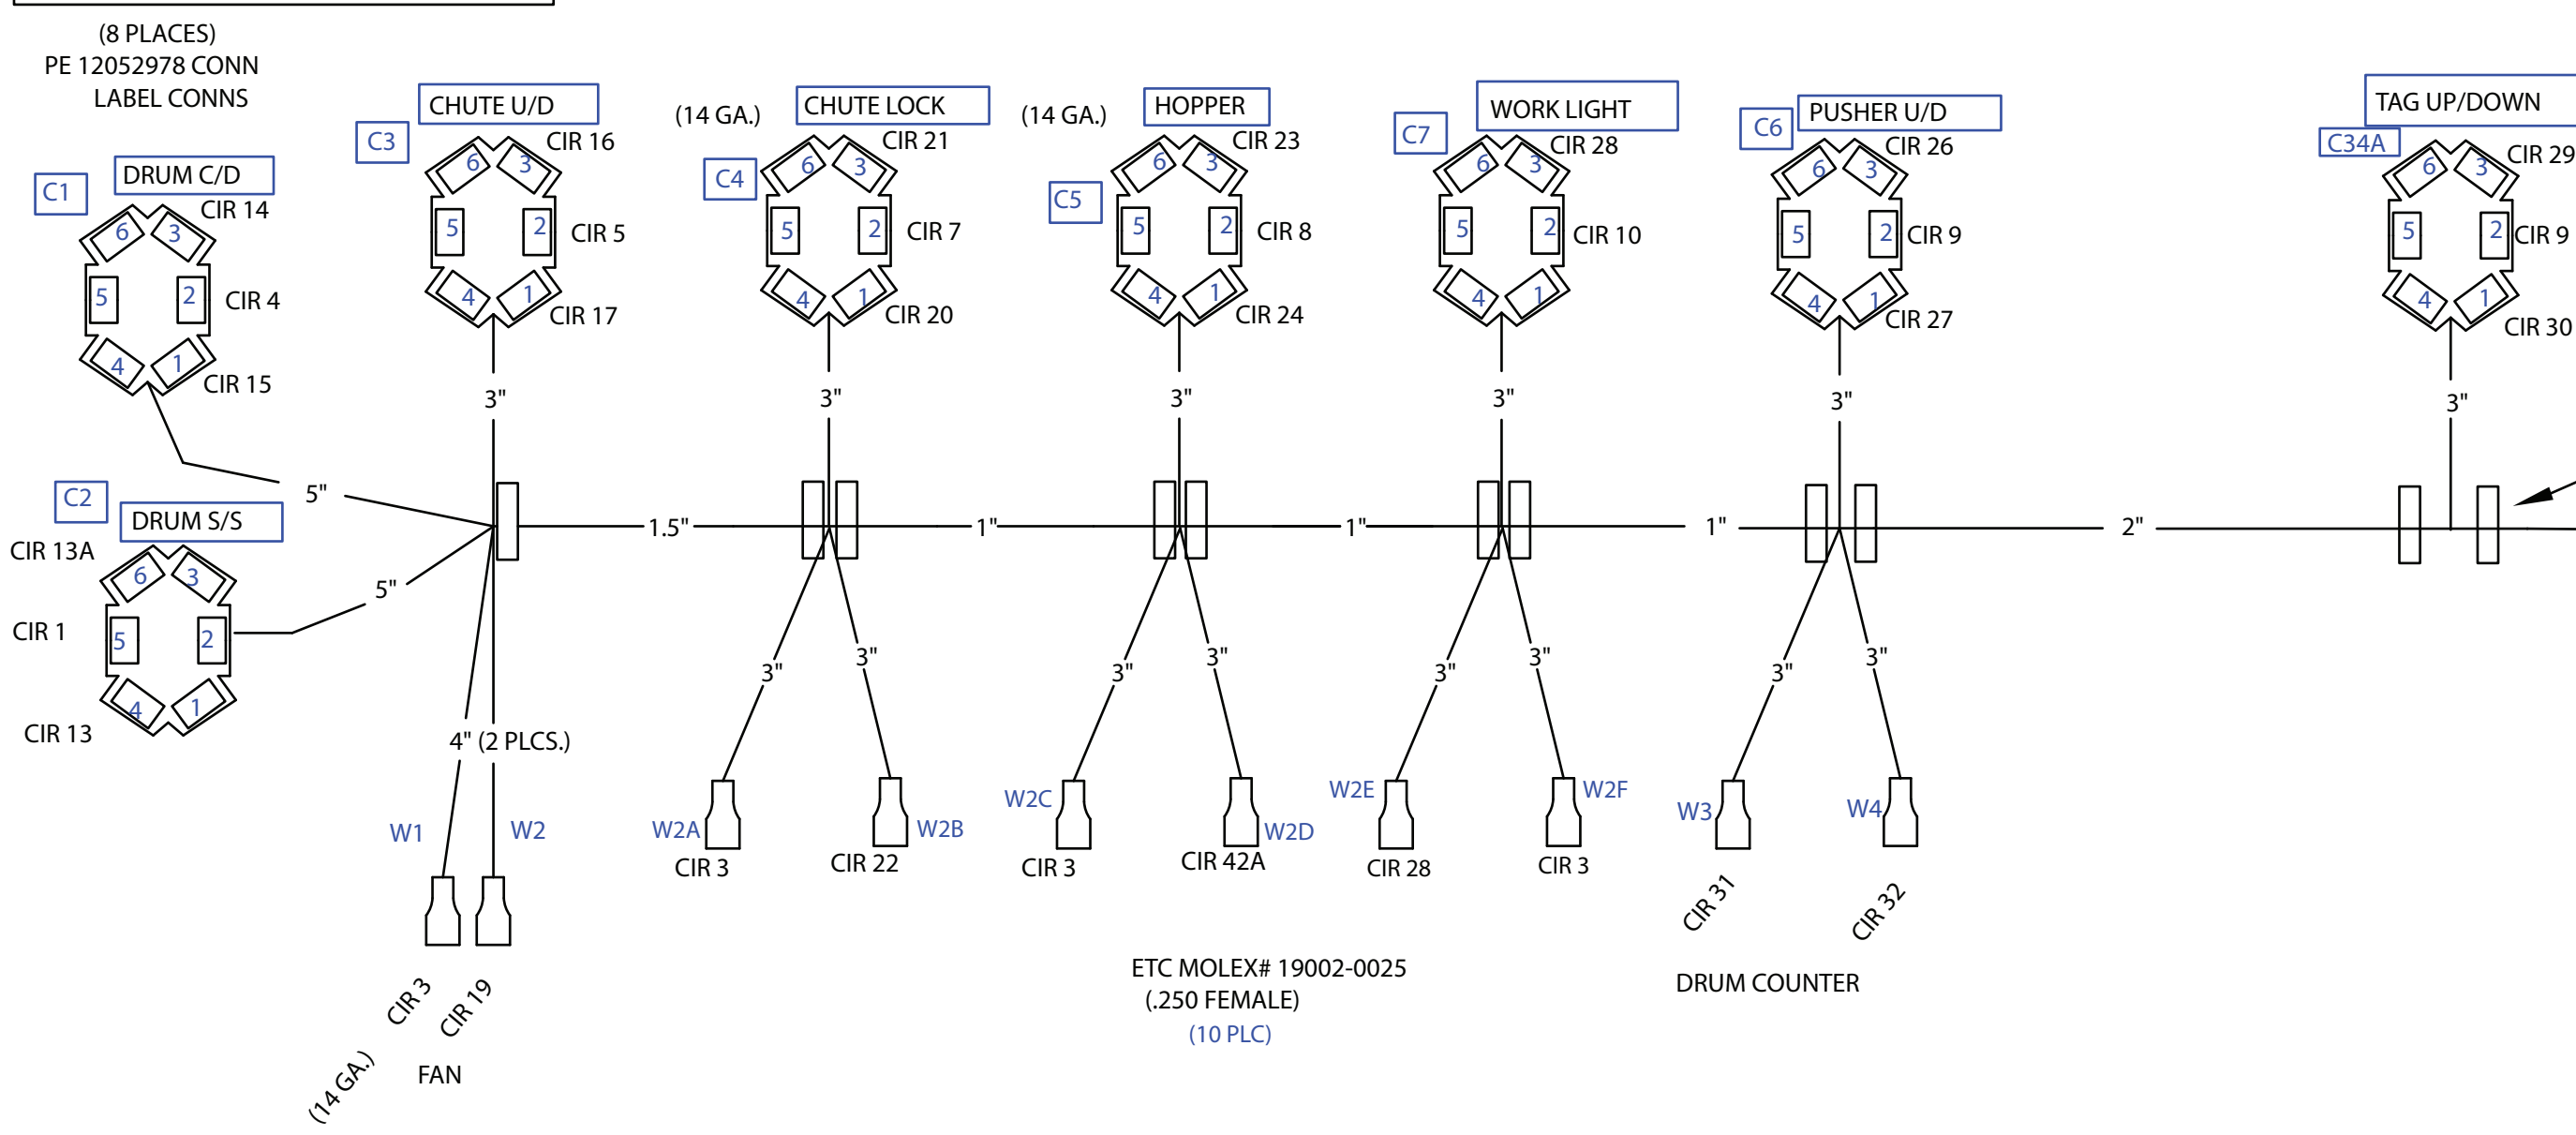 (8 PLACES)
PE 12052978 CONN
LABEL CONNS
C1
DRUM C/D
CIR 14
6
3
5
2
CIR 4
4
1
CIR 15
5"
C2
DRUM S/S
CIR 13A
6
3
CIR 1
5
2
4
1
CIR 13
5"
C3
CHUTE U/D
CIR 16
6
3
5
2
CIR 5
4
1
CIR 17
3"
4" (2 PLCS.)
W1
W2
CIR 3
CIR 19
(14 GA.)
FAN
1.5"
(14 GA.)
CHUTE LOCK
CIR 21
C4
6
3
5
2
CIR 7
4
1
CIR 20
3"
3"
3"
W2A
W2B
CIR 3
CIR 22
1"
(14 GA.)
HOPPER
CIR 23
C5
6
3
5
2
CIR 8
4
1
CIR 24
3"
3"
3"
W2C
W2D
CIR 3
CIR 42A
1"
WORK LIGHT
C7
CIR 28
6
3
5
2
CIR 10
4
1
3"
3"
3"
W2E
W2F
CIR 28
CIR 3
1"
C6
PUSHER U/D
CIR 26
6
3
5
2
CIR 9
4
1
CIR 27
3"
3"
3"
W3
W4
CIR 31
CIR 32
DRUM COUNTER
ETC MOLEX# 19002-0025
(.250 FEMALE)
(10 PLC)
2"
TAG UP/DOWN
C34A
CIR 29
6
3
5
2
CIR 9
4
1
CIR 30
3"